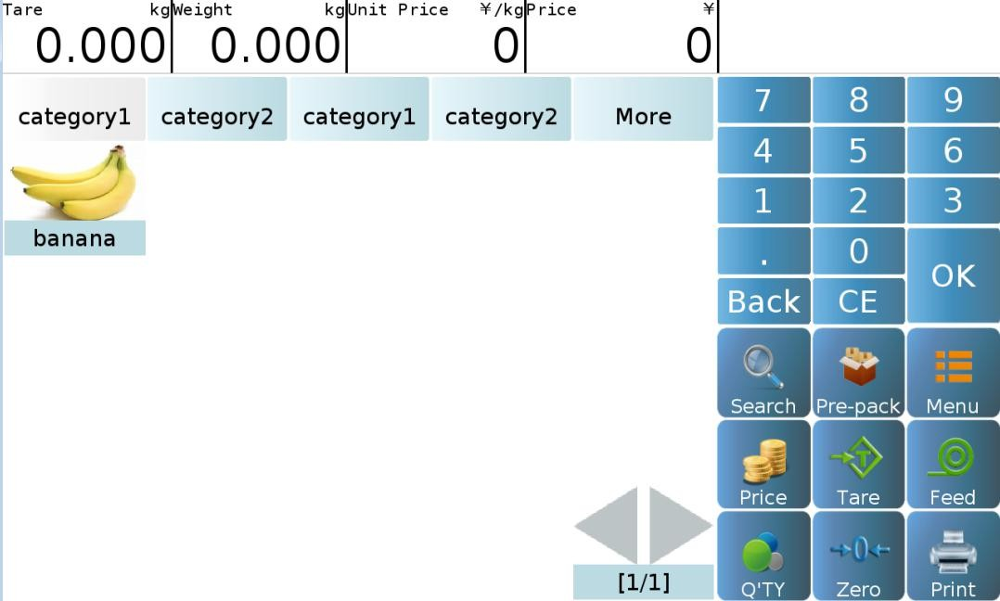 Tare kg Weight kg Unit Price ¥/kg Price ¥
0.000 0.000 0 0
category1 category2 category1 category2 More
banana
[1/1]
7 8 9
4 5 6
1 2 3
. 0 OK
Back CE
Search Pre-pack Menu
Price Tare Feed
Q'TY Zero Print